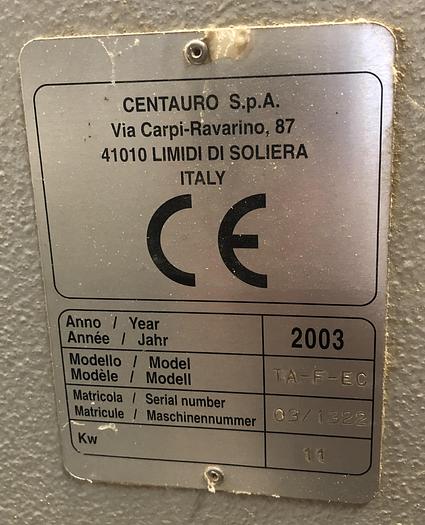 CENTAURO S.p.A.
Via Carpi-Ravarino, 87
41010 LIMIDI DI SOLIERA
ITALY
CE
Anno / Year
Année / Jahr
2003
Modello / Model
Modèle / Modell
TA-F-EC
Matricola / Serial number
Matricule / Maschinennummer
03/1322
Kw
11